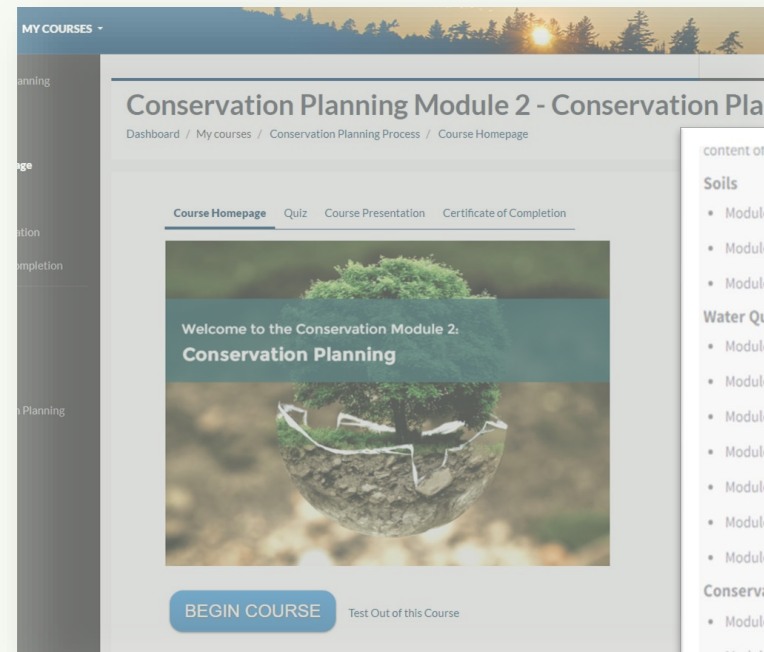 MY COURSES
anning
age
ation
ompletion
n Planning
Conservation Planning Module 2 - Conservation Pla
Dashboard / My courses / Conservation Planning Process / Course Homepage
Course Homepage Quiz Course Presentation Certificate of Completion
Welcome to the Conservation Module 2:
Conservation Planning
BEGIN COURSE Test Out of this Course
content of
Soils
• Modul
• Modul
• Modul
Water Qu
• Modul
• Modul
• Modul
• Modul
• Modul
• Modul
• Modul
Conserva
• Modul